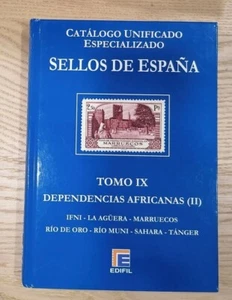 CATÁLOGO UNIFICADO
ESPECIALIZADO
SELLOS DE ESPAÑA
MARRUECOS
TOMO IX
DEPENDENCIAS AFRICANAS (II)
IFNI - LA AGÜERA - MARRUECOS
RÍO DE ORO - RÍO MUNI - SAHARA - TÁNGER
EDIFIL